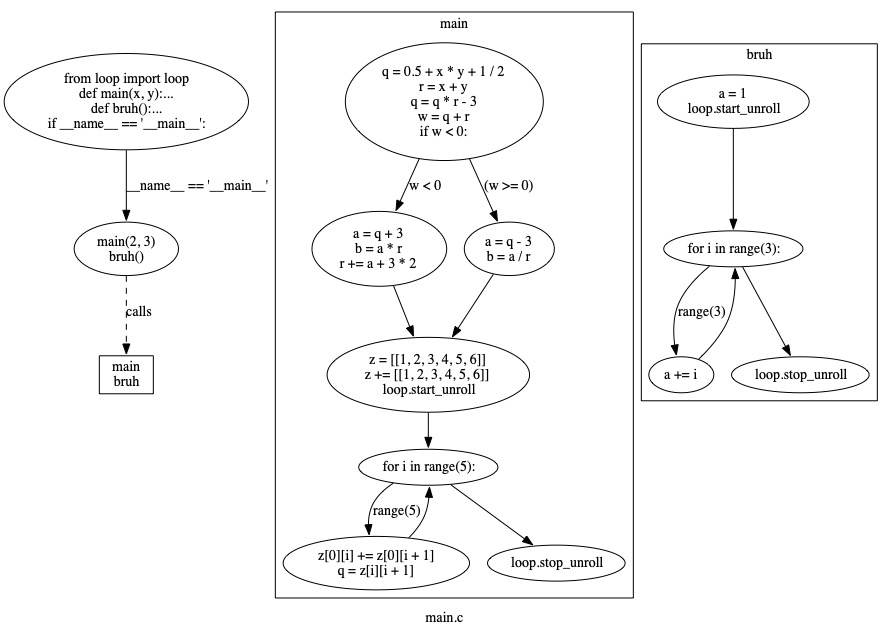 from loop import loop
def main(x, y):...
def bruh():...
if __name__ == '__main__':
__name__ == '__main__'
main(2, 3)
bruh()
calls
main
bruh
main
q = 0.5 + x * y + 1 / 2
r = x + y
q = q * r - 3
w = q + r
if w < 0:
w < 0
(w >= 0)
a = q + 3
b = a * r
r += a + 3 * 2
a = q - 3
b = a / r
z = [[1, 2, 3, 4, 5, 6]]
z += [[1, 2, 3, 4, 5, 6]]
loop.start_unroll
for i in range(5):
range(5)
z[0][i] += z[0][i + 1]
q = z[i][i + 1]
loop.stop_unroll
bruh
a = 1
loop.start_unroll
for i in range(3):
range(3)
a += i
loop.stop_unroll
main.c